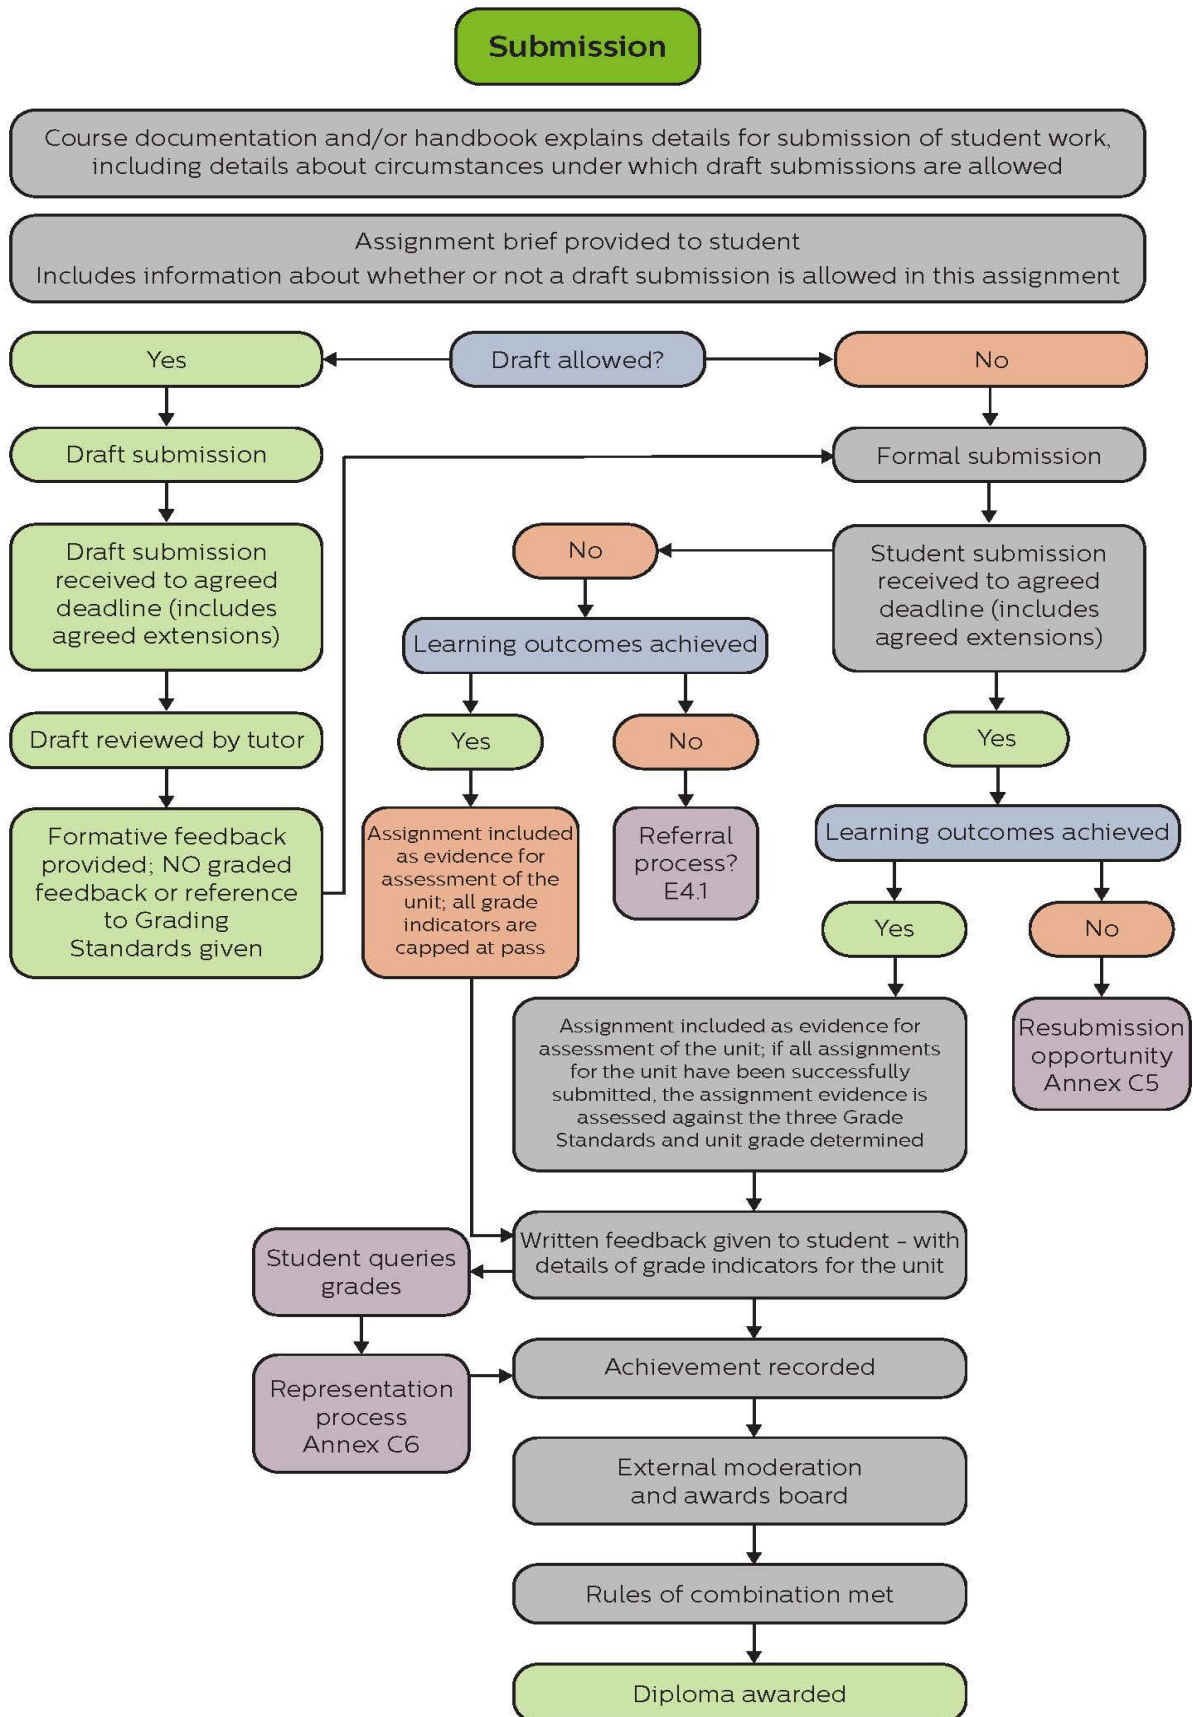 Submission
Course documentation and/or handbook explains details for submission of student work,
including details about circumstances under which draft submissions are allowed
Assignment brief provided to student
Includes information about whether or not a draft submission is allowed in this assignment
Yes
Draft allowed?
No
Draft submission
Formal submission
Draft submission
received to agreed
deadline (includes
agreed extensions)
No
Student submission
received to agreed
deadline (includes
agreed extensions)
Learning outcomes achieved
Draft reviewed by tutor
Yes
No
Yes
Formative feedback
provided; NO graded
feedback or reference
to Grading
Standards given
Assignment included
as evidence for
assessment of the
unit; all grade
indicators are
capped at pass
Referral
process?
E4.1
Learning outcomes achieved
Yes
No
Assignment included as evidence for
assessment of the unit; if all assignments
for the unit have been successfully
submitted, the assignment evidence is
assessed against the three Grade
Standards and unit grade determined
Resubmission
opportunity
Annex C5
Written feedback given to student - with
details of grade indicators for the unit
Student queries
grades
Achievement recorded
Representation
process
Annex C6
External moderation
and awards board
Rules of combination met
Diploma awarded